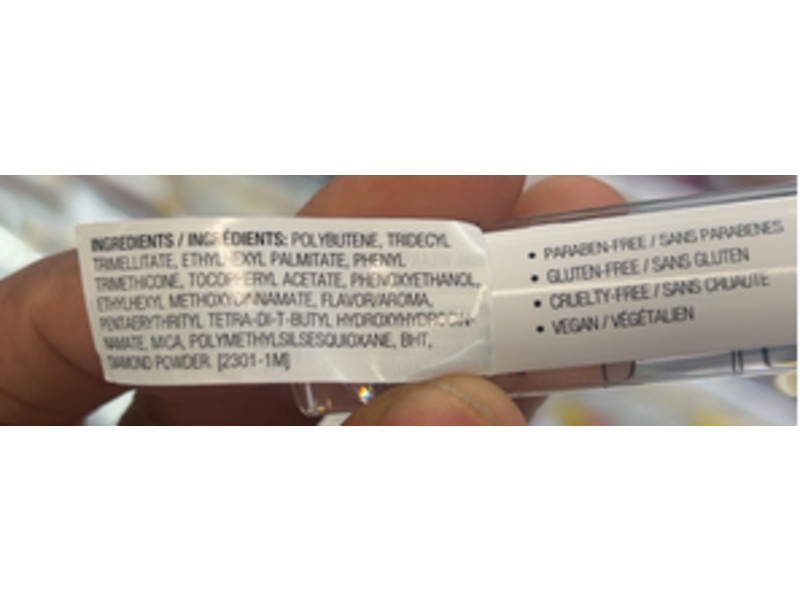 INGREDIENTS / INGRÉDIENTS: POLYBUTENE, TRIDECYL
TRIMELLITATE, ETHYLHEXYL PALMITATE, PHENYL
TRIMETHICONE, TOCOPHERYL ACETATE, PHENOXYETHANOL,
ETHYLHEXYL METHOXYCINNAMATE, FLAVOR/AROMA,
PENTAERYTHRITYL TETRA-DI-T-BUTYL HYDROXYHYDROCIN-
NAMATE, MICA, POLYMETHYLSILSESQUIOXANE, BHT,
DIAMOND POWDER. [2301-1M]
• PARABEN-FREE / SANS PARABENES
• GLUTEN-FREE / SANS GLUTEN
• CRUELTY-FREE / SANS CRUAUTÉ
• VEGAN / VÉGÉTALIEN